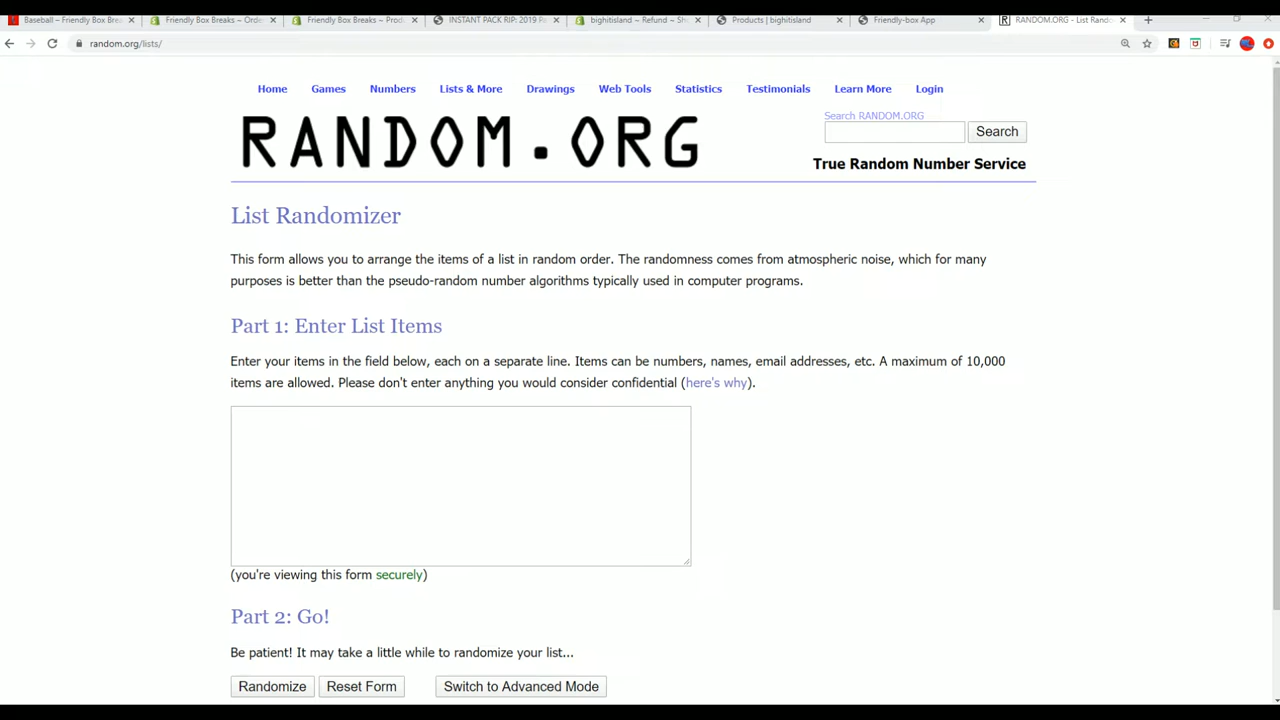 Baseball – Friendly Box Brea
Friendly Box Breaks ~ Orde
Friendly Box Breaks ~ Prod
INSTANT PACK RIP: 2019 P
bighitisland ~ Refund ~ Sh
Products | bighitisland
Friendly-box App
RANDOM.ORG - List Rando
random.org/lists/
Home Games Numbers Lists & More Drawings Web Tools Statistics Testimonials Learn More Login
RANDOM.ORG
Search RANDOM.ORG
Search
True Random Number Service
List Randomizer
This form allows you to arrange the items of a list in random order. The randomness comes from atmospheric noise, which for many
purposes is better than the pseudo-random number algorithms typically used in computer programs.
Part 1: Enter List Items
Enter your items in the field below, each on a separate line. Items can be numbers, names, email addresses, etc. A maximum of 10,000
items are allowed. Please don't enter anything you would consider confidential (here's why).
(you're viewing this form securely)
Part 2: Go!
Be patient! It may take a little while to randomize your list...
Randomize Reset Form Switch to Advanced Mode